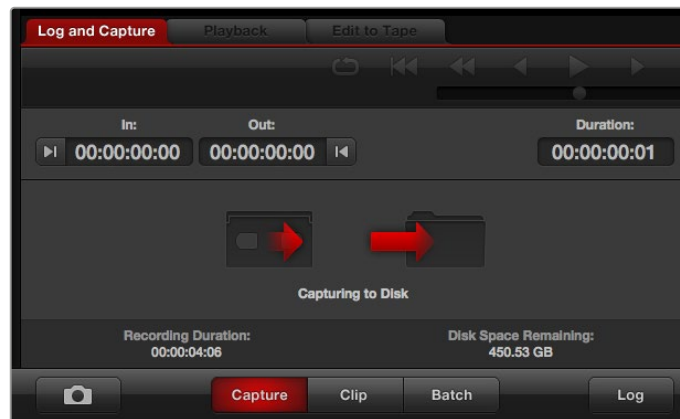 Log and Capture Playback Edit to Tape
In: Out: Duration:
00:00:00:00 00:00:00:00 00:00:00:01
Capturing to Disk
Recording Duration: Disk Space Remaining:
00:00:04:06 450.53 GB
Capture Clip Batch Log